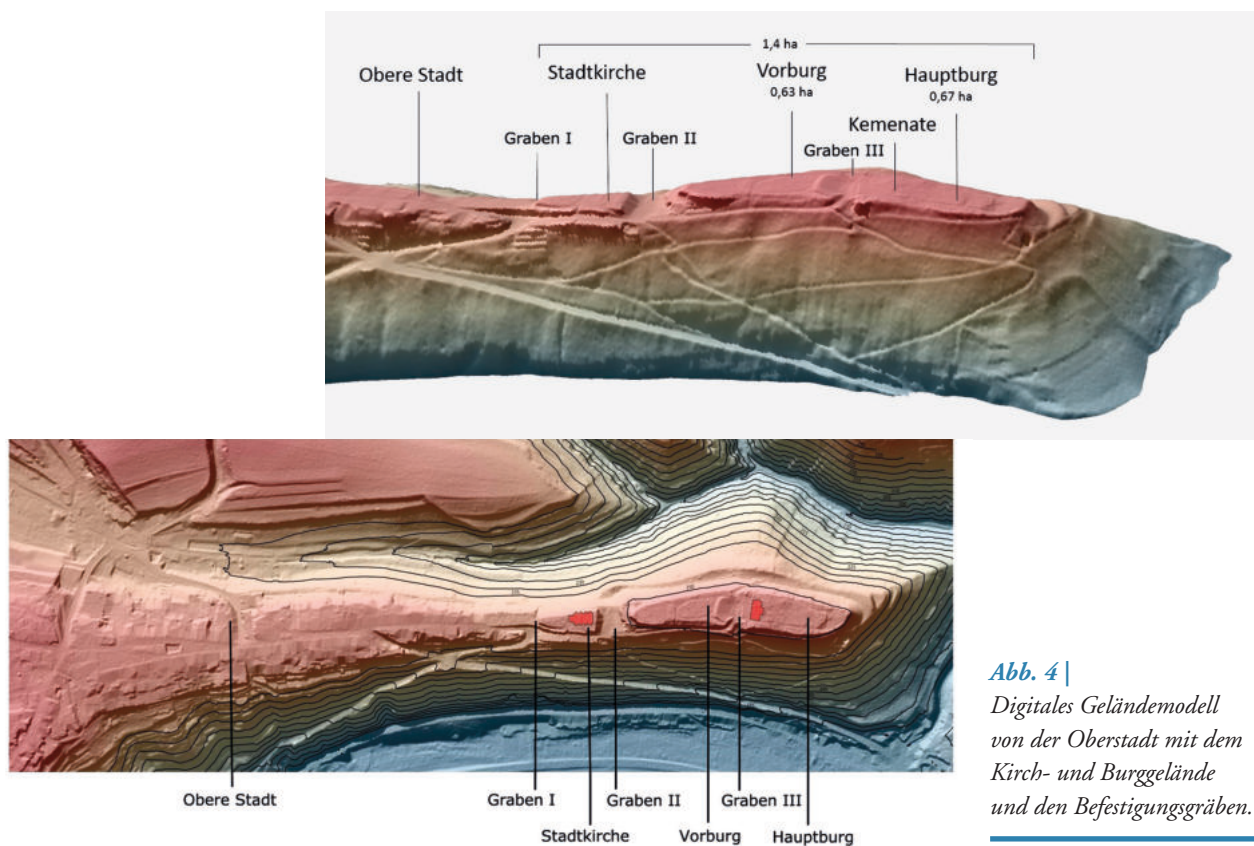 1,4 ha
Obere Stadt
Stadtkirche
Vorburg
0,63 ha
Hauptburg
0,67 ha
Graben I
Graben II
Graben III
Kemenate
Obere Stadt
Graben I
Stadtkirche
Graben II
Vorburg
Graben III
Hauptburg
Abb. 4 |
Digitales Geländemodell
von der Oberstadt mit dem
Kirch- und Burggelände
und den Befestigungsgräben.